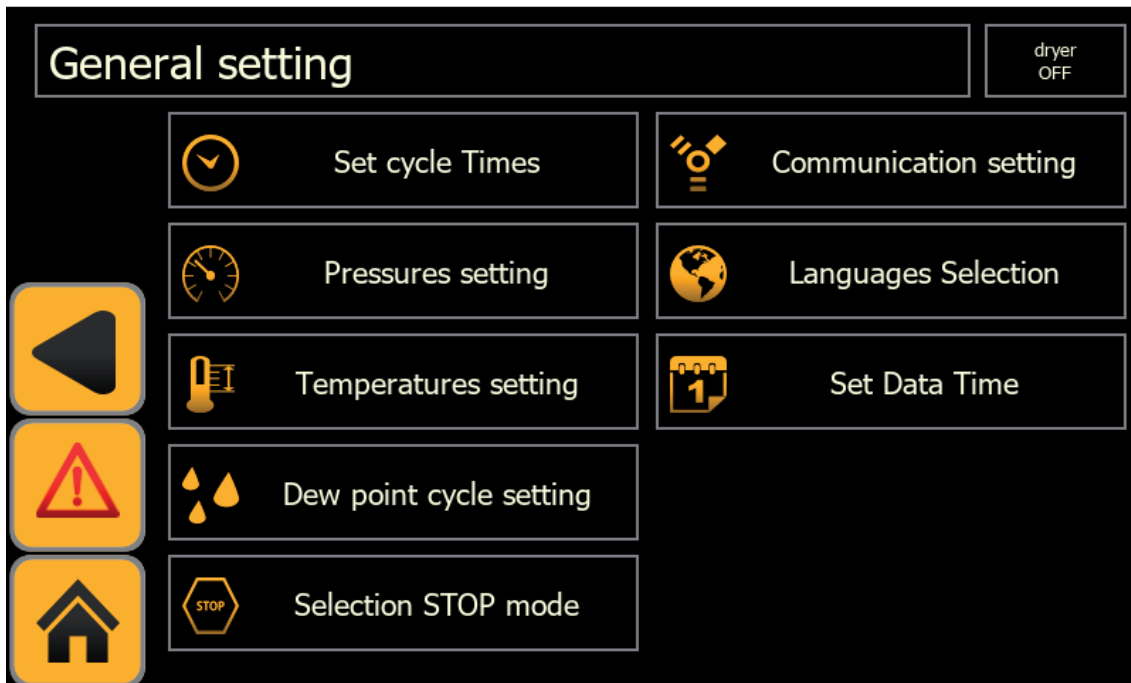 General setting
dryer
OFF
Set cycle Times
Communication setting
Pressures setting
Languages Selection
Temperatures setting
1
Set Data Time
Dew point cycle setting
STOP
Selection STOP mode